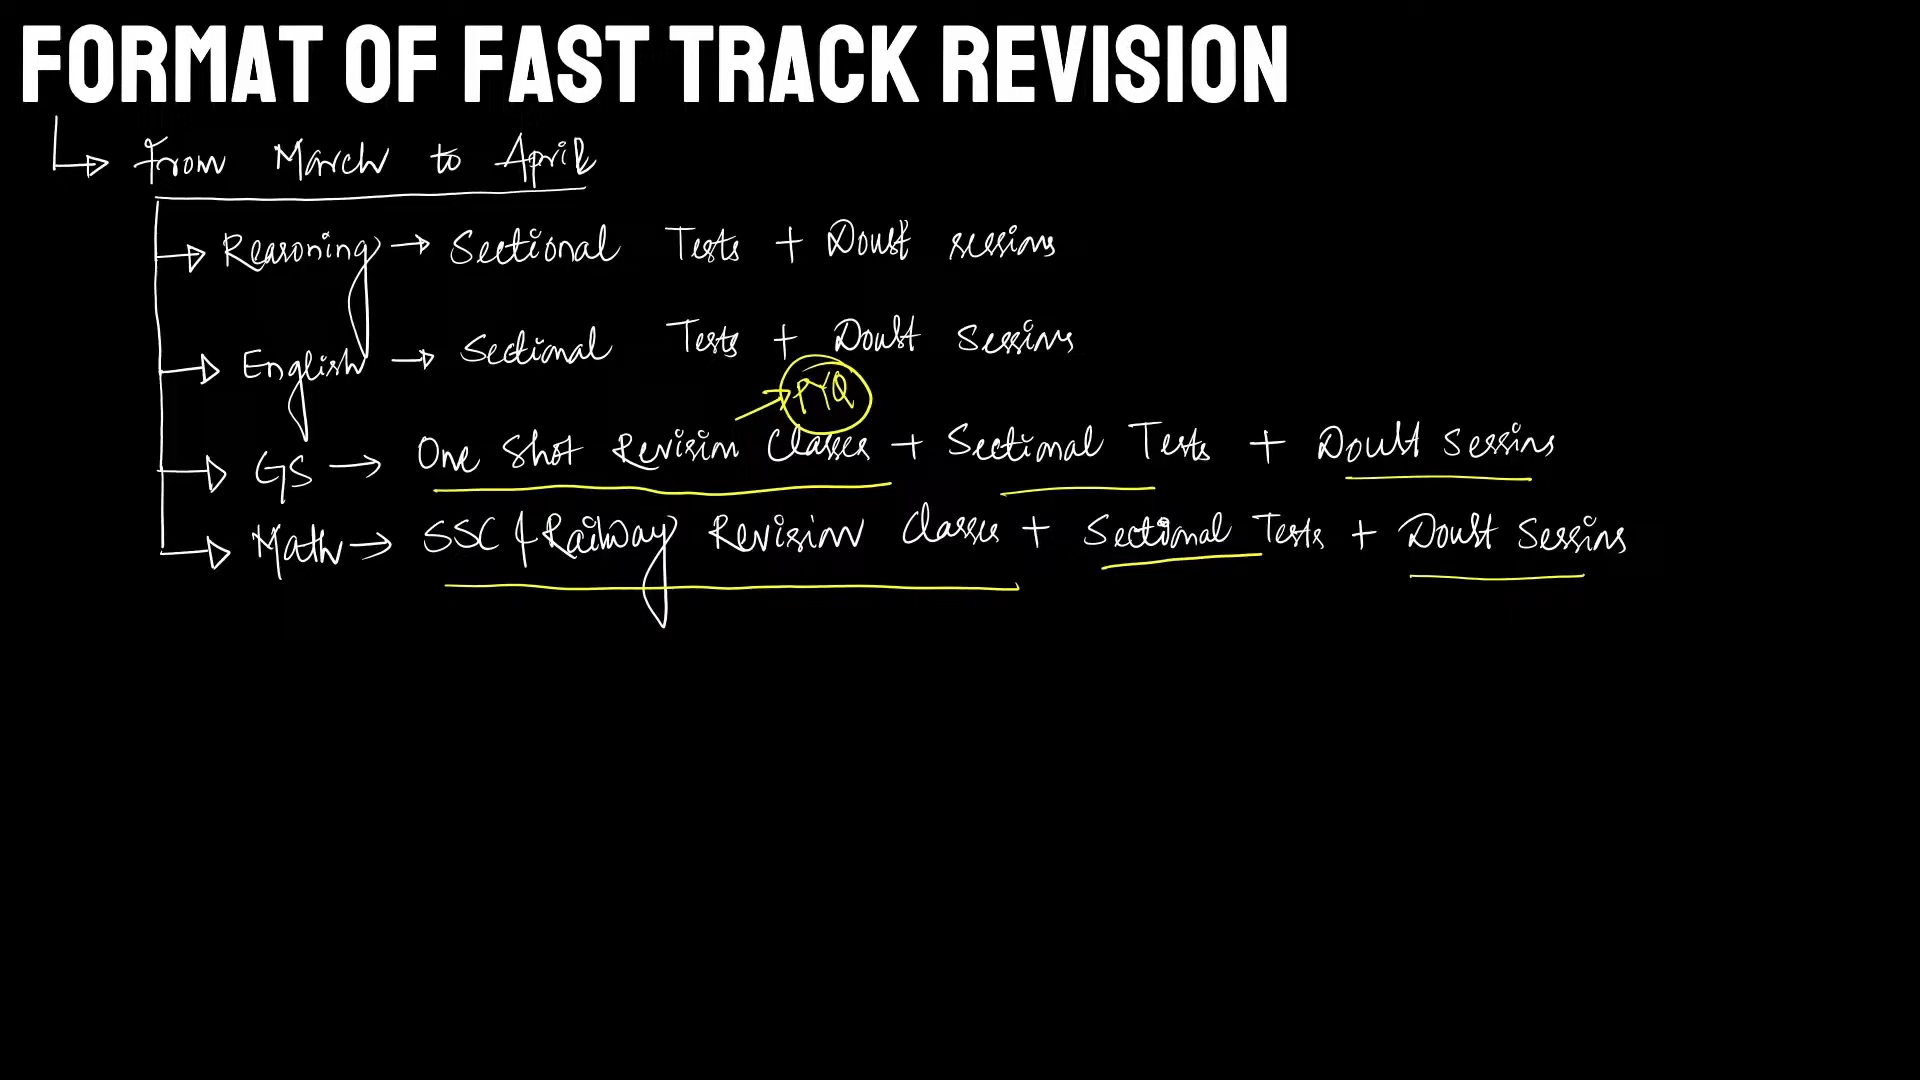 FORMAT OF FAST TRACK REVISION
From March to April
Reasoning → Sectional Tests + Doubt sessions
English → Sectional Tests + Doubt Sessions
PYQ
GS → One Shot Revision Classes + Sectional Tests + Doubt Sessions
Math → SSC & Railway Revision Classes + Sectional Tests + Doubt Sessions